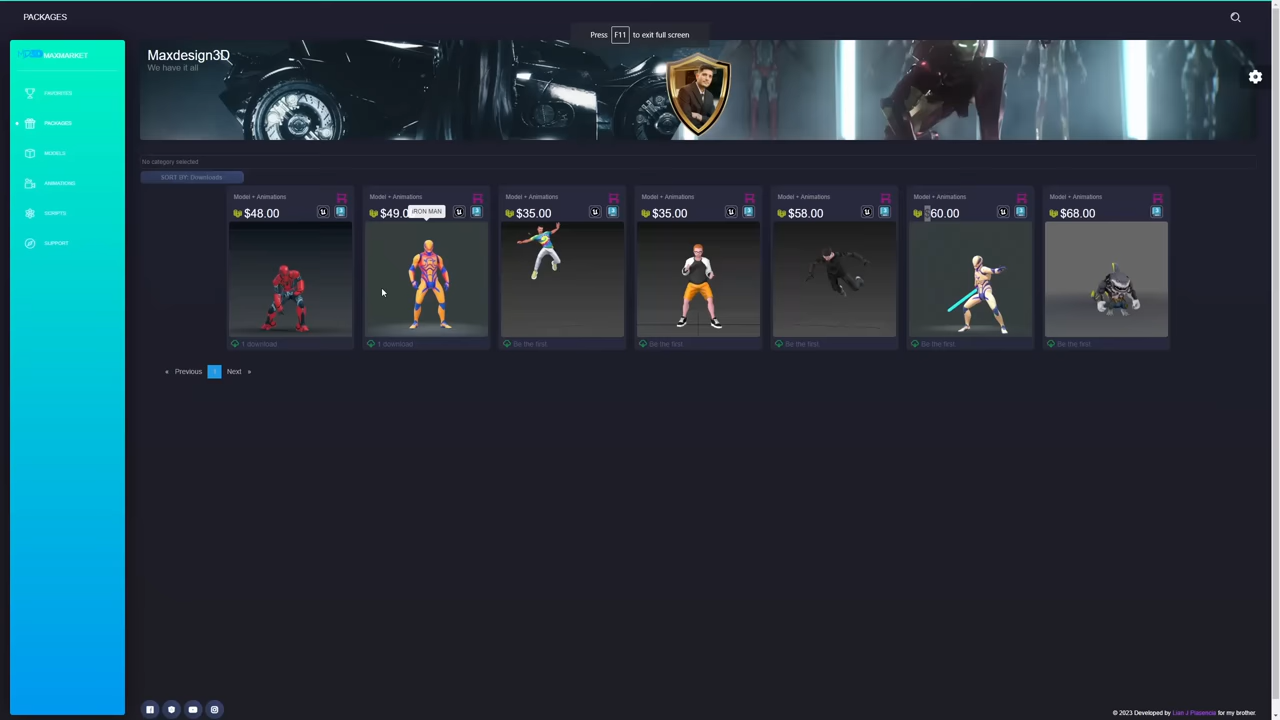 PACKAGES
Press F11 to exit full screen
MAXMARKET
Maxdesign3D
We have it all
FAVORITES
PACKAGES
MODELS
ANIMATIONS
SCRIPTS
SUPPORT
No category selected
SORT BY: Downloads
Model + Animations
$48.00
1 download
Model + Animations
$49.0
IRON MAN
1 download
Model + Animations
$35.00
Be the first
Model + Animations
$35.00
Be the first
Model + Animations
$58.00
Be the first
Model + Animations
$60.00
Be the first
Model + Animations
$68.00
Be the first
« Previous 1 Next »
© 2023 Developed by Lian J Plasencia for my brother.